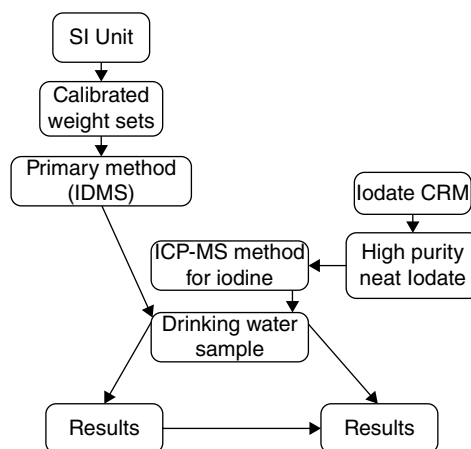 SI Unit
Calibrated
weight sets
Primary method
(IDMS)
Iodate CRM
High purity
neat Iodate
ICP-MS method
for iodine
Drinking water
sample
Results
Results